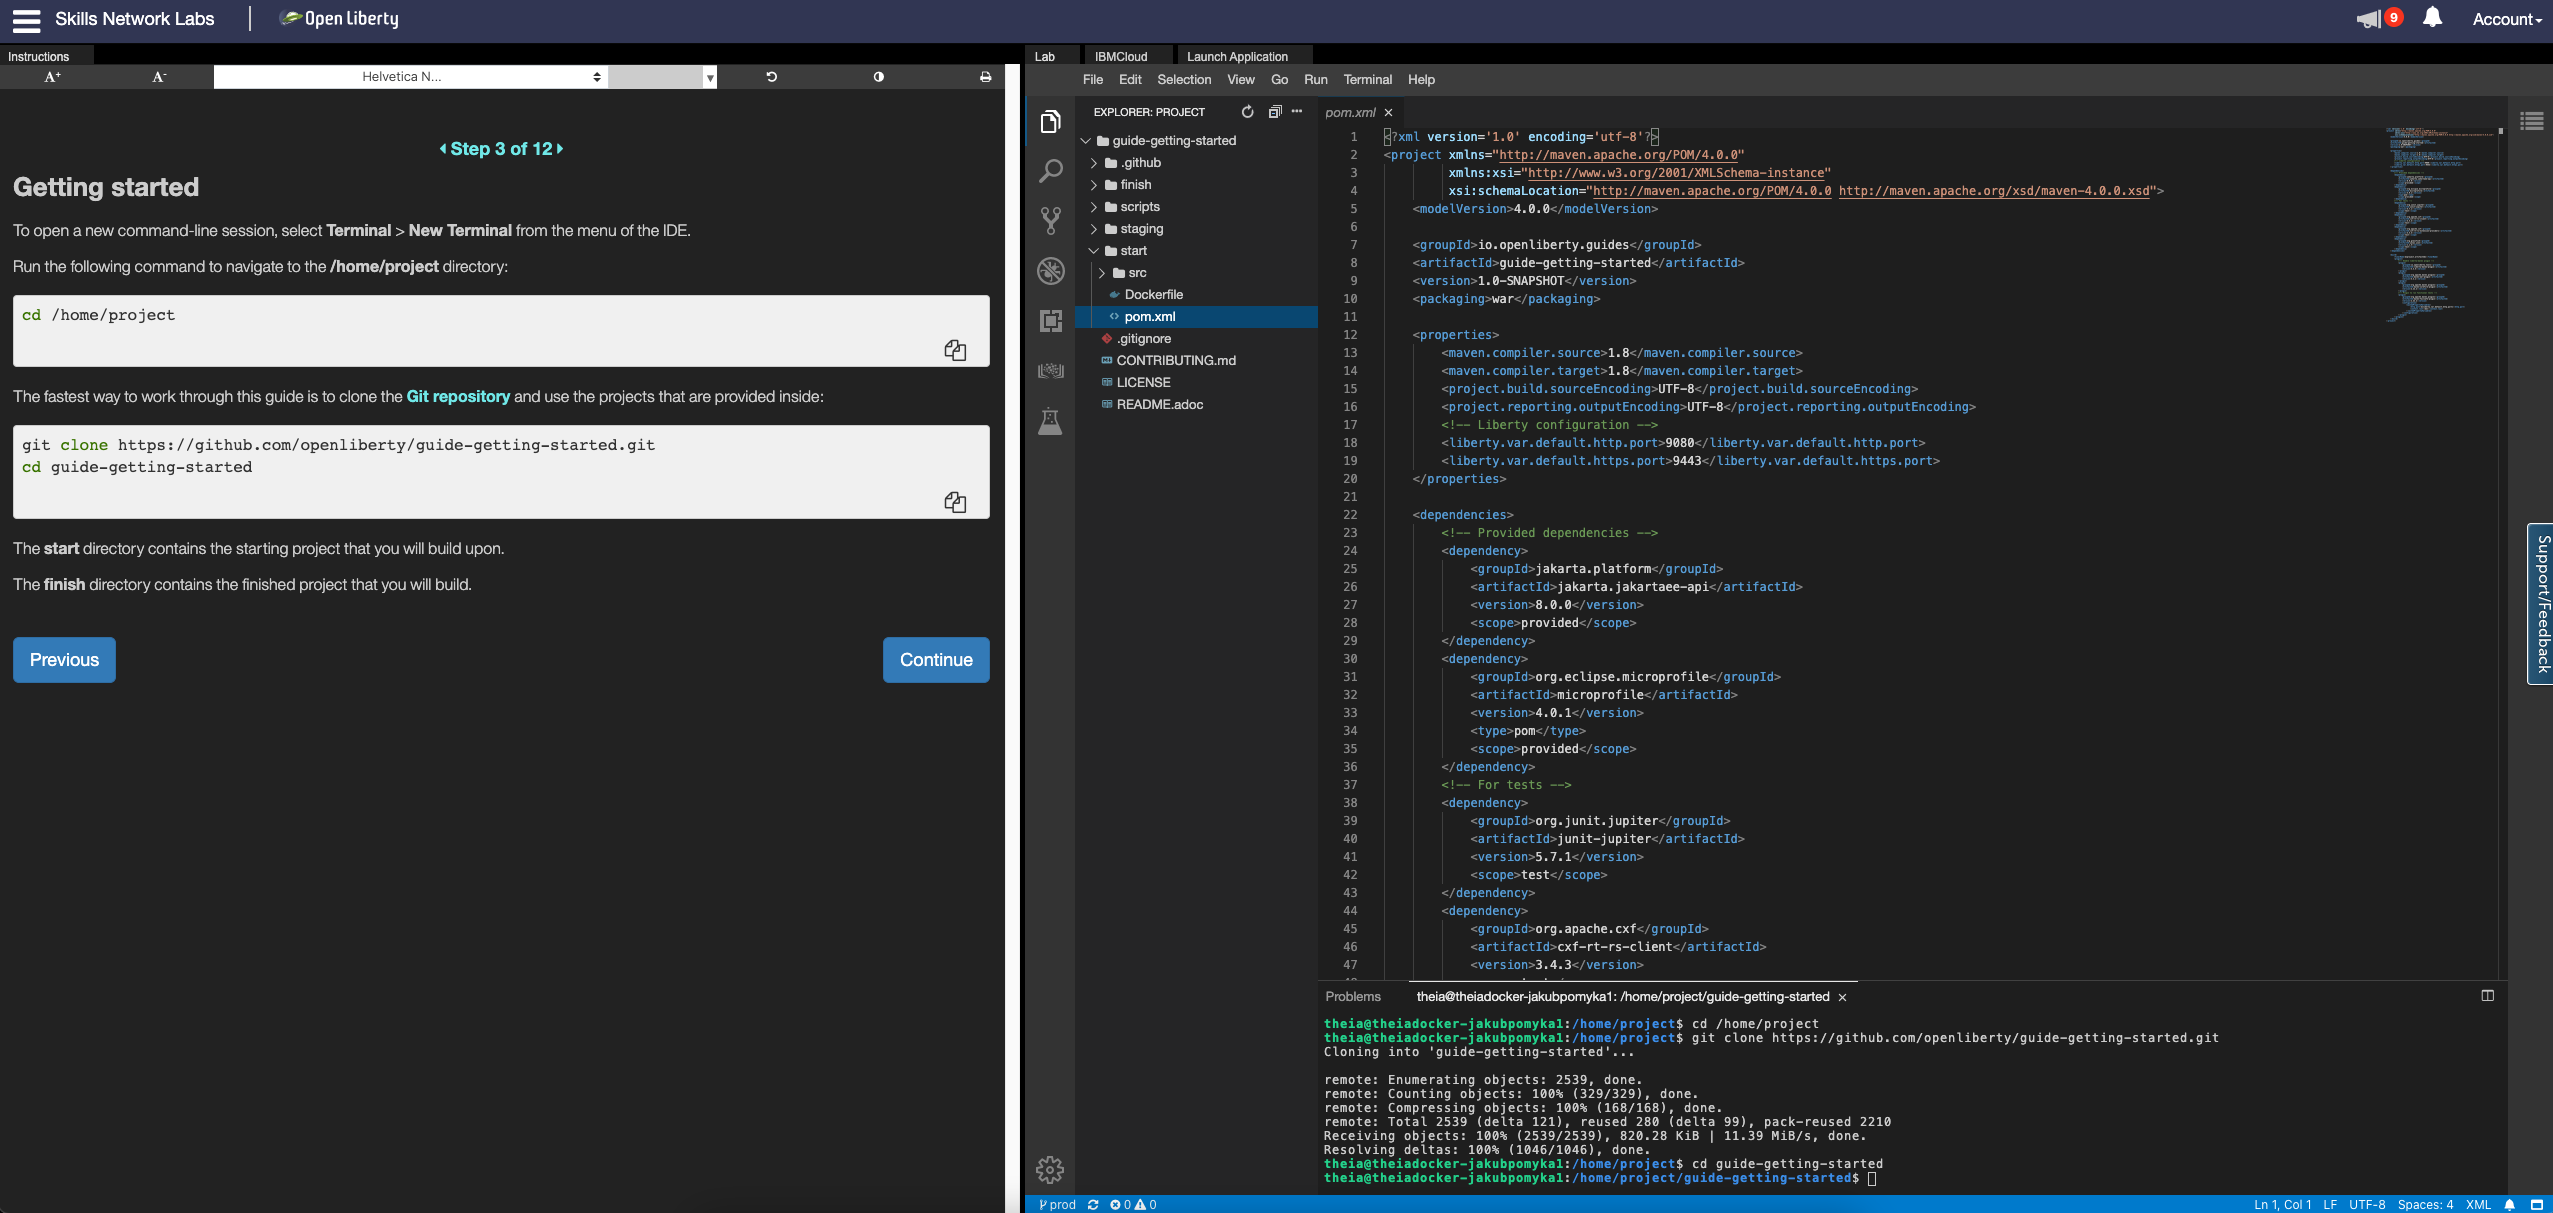 Skills Network Labs
Open Liberty
9
Account
Instructions
A+
A-
Helvetica N...
Step 3 of 12
Getting started
To open a new command-line session, select Terminal > New Terminal from the menu of the IDE.
Run the following command to navigate to the /home/project directory:
cd /home/project
The fastest way to work through this guide is to clone the Git repository and use the projects that are provided inside:
git clone https://github.com/openliberty/guide-getting-started.git
cd guide-getting-started
The start directory contains the starting project that you will build upon.
The finish directory contains the finished project that you will build.
Previous
Continue
Lab
IBMCloud
Launch Application
File Edit Selection View Go Run Terminal Help
EXPLORER: PROJECT
guide-getting-started
.github
finish
scripts
staging
start
src
Dockerfile
pom.xml
.gitignore
CONTRIBUTING.md
LICENSE
README.adoc
pom.xml
1 <?xml version='1.0' encoding='utf-8'?>
2 <project xmlns="http://maven.apache.org/POM/4.0.0"
3 xmlns:xsi="http://www.w3.org/2001/XMLSchema-instance"
4 xsi:schemaLocation="http://maven.apache.org/POM/4.0.0 http://maven.apache.org/xsd/maven-4.0.0.xsd">
5 <modelVersion>4.0.0</modelVersion>
6
7 <groupId>io.openliberty.guides</groupId>
8 <artifactId>guide-getting-started</artifactId>
9 <version>1.0-SNAPSHOT</version>
10 <packaging>war</packaging>
11
12 <properties>
13 <maven.compiler.source>1.8</maven.compiler.source>
14 <maven.compiler.target>1.8</maven.compiler.target>
15 <project.build.sourceEncoding>UTF-8</project.build.sourceEncoding>
16 <project.reporting.outputEncoding>UTF-8</project.reporting.outputEncoding>
17 <!-- Liberty configuration -->
18 <liberty.var.default.http.port>9080</liberty.var.default.http.port>
19 <liberty.var.default.https.port>9443</liberty.var.default.https.port>
20 </properties>
21
22 <dependencies>
23 <!-- Provided dependencies -->
24 <dependency>
25 <groupId>jakarta.platform</groupId>
26 <artifactId>jakarta.jakartaee-api</artifactId>
27 <version>8.0.0</version>
28 <scope>provided</scope>
29 </dependency>
30 <dependency>
31 <groupId>org.eclipse.microprofile</groupId>
32 <artifactId>microprofile</artifactId>
33 <version>4.0.1</version>
34 <type>pom</type>
35 <scope>provided</scope>
36 </dependency>
37 <!-- For tests -->
38 <dependency>
39 <groupId>org.junit.jupiter</groupId>
40 <artifactId>junit-jupiter</artifactId>
41 <version>5.7.1</version>
42 <scope>test</scope>
43 </dependency>
44 <dependency>
45 <groupId>org.apache.cxf</groupId>
46 <artifactId>cxf-rt-rs-client</artifactId>
47 <version>3.4.3</version>
Problems
theia@theiadocker-jakubpomyka1: /home/project/guide-getting-started
theia@theiadocker-jakubpomyka1:/home/project$ cd /home/project
theia@theiadocker-jakubpomyka1:/home/project$ git clone https://github.com/openliberty/guide-getting-started.git
Cloning into 'guide-getting-started'...
remote: Enumerating objects: 2539, done.
remote: Counting objects: 100% (329/329), done.
remote: Compressing objects: 100% (168/168), done.
remote: Total 2539 (delta 121), reused 280 (delta 99), pack-reused 2210
Receiving objects: 100% (2539/2539), 820.28 KiB | 11.39 MiB/s, done.
Resolving deltas: 100% (1046/1046), done.
theia@theiadocker-jakubpomyka1:/home/project$ cd guide-getting-started
theia@theiadocker-jakubpomyka1:/home/project/guide-getting-started$
prod 0 0
Ln 1, Col 1 LF UTF-8 Spaces: 4 XML
Support/Feedback